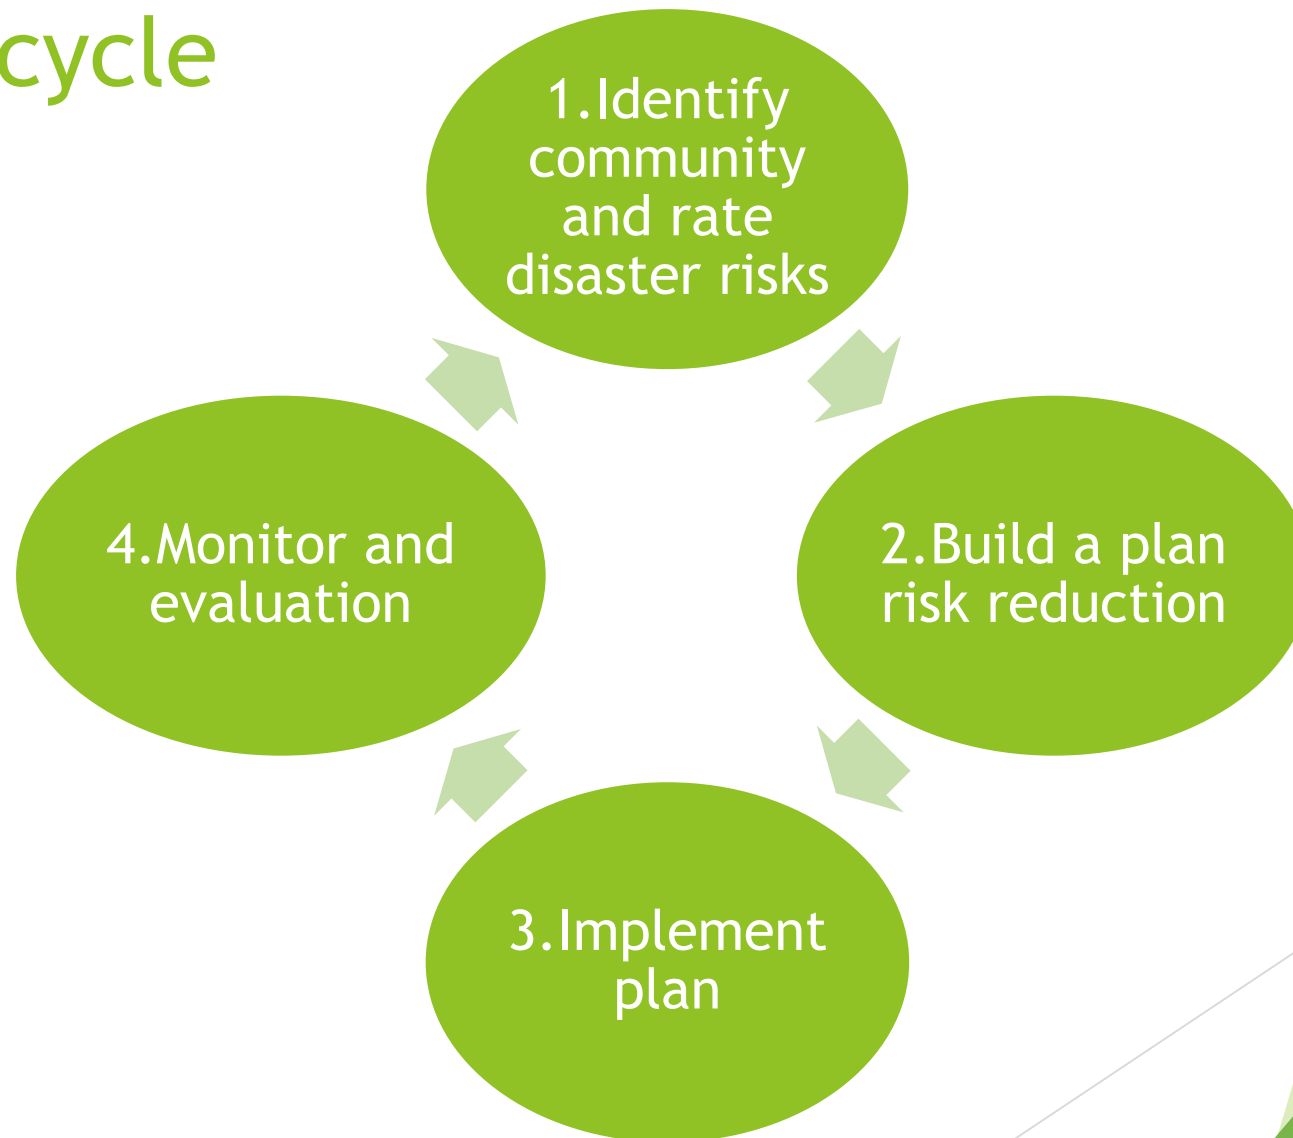 cycle
1.Identify
community
and rate
disaster risks
2.Build a plan
risk reduction
3.Implement
plan
4.Monitor and
evaluation